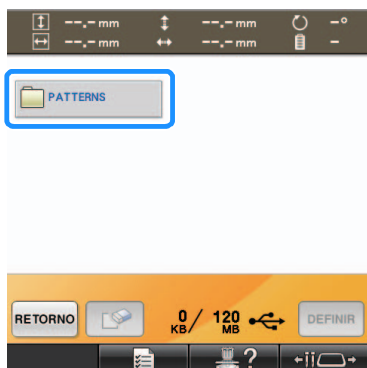 --.- mm --.- mm -°
--.- mm --.- mm -
PATTERNS
RETORNO 0 KB / 120 MB DEFINIR
?